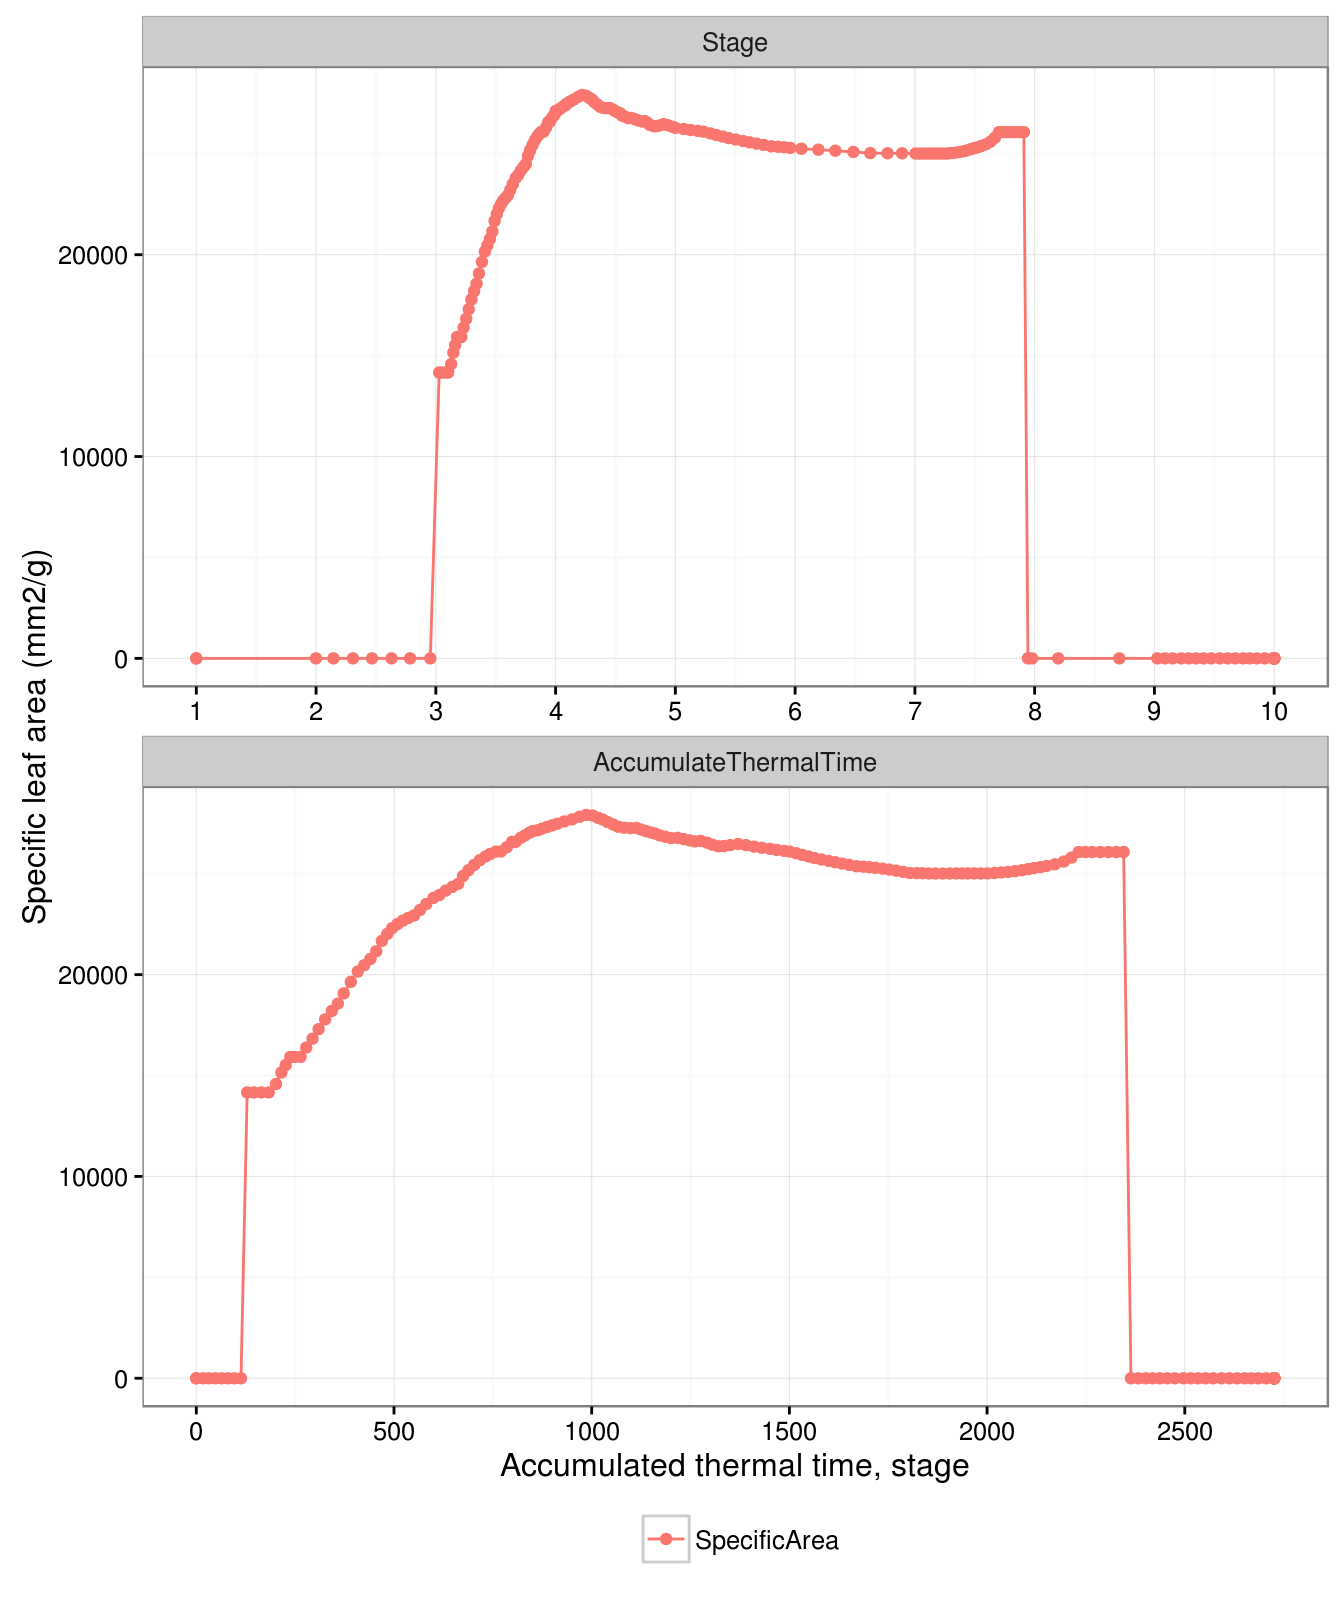 Stage
20000
10000
0
1 2 3 4 5 6 7 8 9 10
Specific leaf area (mm2/g)
AccumulateThermalTime
20000
10000
0
0 500 1000 1500 2000 2500
Accumulated thermal time, stage
SpecificArea